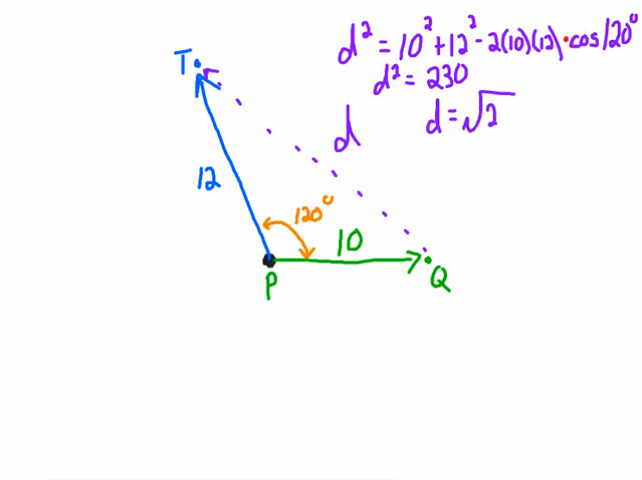 d² = 10² + 12² - 2(10)(12) • cos 120°
d² = 230
d = √2
T
d
12
120°
10
P
Q